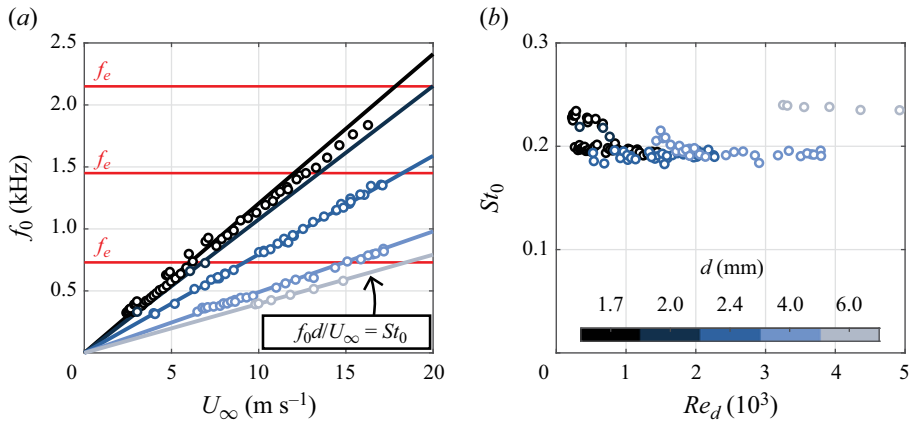 (a)
2.5
2.0
1.5
1.0
0.5
0
5
10
15
20
f_e
f_e
f_e
f_0 (kHz)
U_∞ (m s^–1)
f_0d/U_∞ = St_0
(b)
0.3
0.2
0.1
0
1
2
3
4
5
St_0
Re_d (10^3)
d (mm)
1.7 2.0 2.4 4.0 6.0